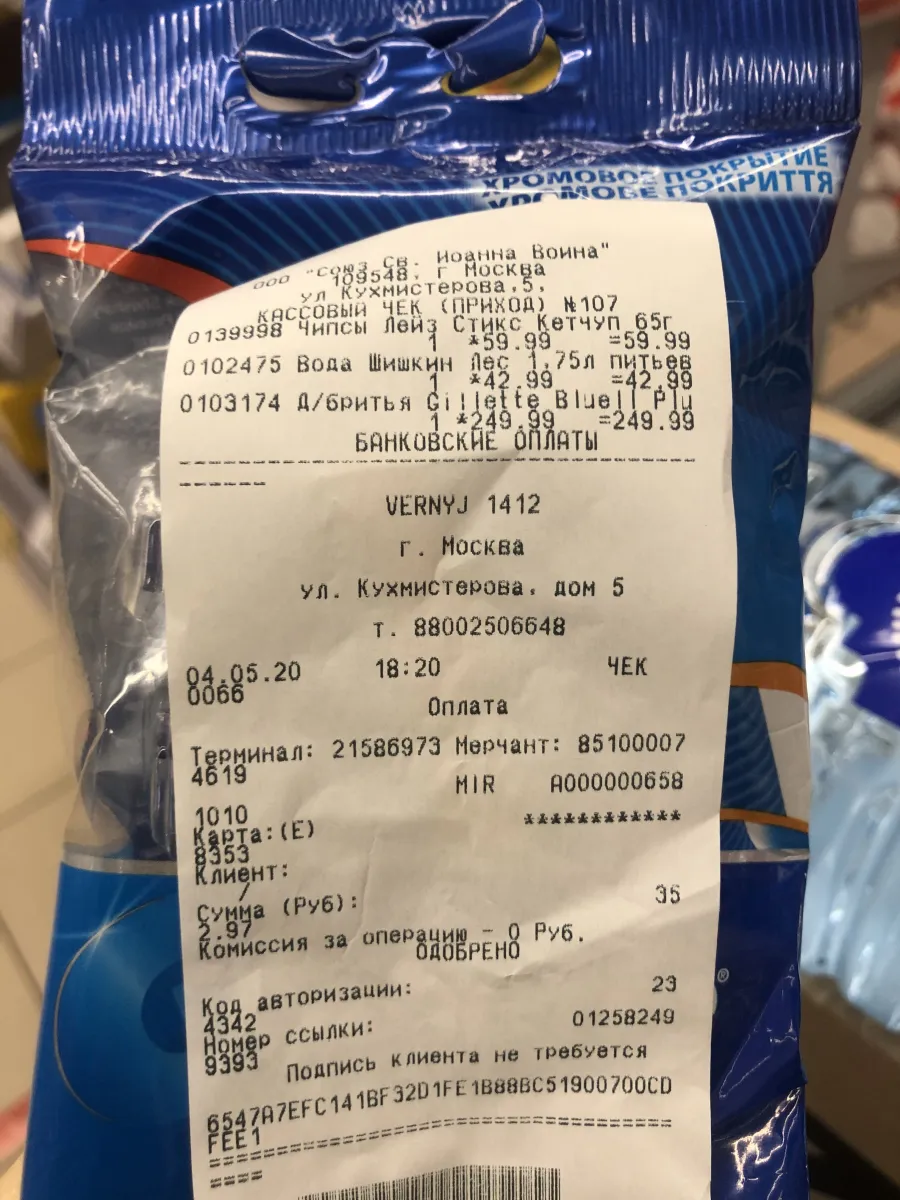 ХРОМОВОЕ ПОКРЫТИЕ
ХРОМОВЕ ПОКРИТТЯ
ООО "Союз Св. Иоанна Воина"
109548, г Москва
ул Кухмистерова,5,
КАССОВЫЙ ЧЕК (ПРИХОД) №107
0139998 Чипсы Лейз Стикс Кетчуп 65г
1 *59.99 =59.99
0102475 Вода Шишкин Лес 1,75л питьев
1 *42.99 =42.99
0103174 Д/бритья Gillette BlueII Plu
1 *249.99 =249.99
БАНКОВСКИЕ ОПЛАТЫ
VERNYJ 1412
г. Москва
ул. Кухмистерова, дом 5
т. 88002506648
04.05.20 18:20 ЧЕК
0066
Оплата
Терминал: 21586973 Мерчант: 85100007
4619
MIR A000000658
1010
Карта:(E) ************
8353
Клиент:
/
Сумма (Руб): 35
2.97
Комиссия за операцию - 0 Руб.
ОДОБРЕНО
Код авторизации: 23
4342
Номер ссылки: 01258249
9393
Подпись клиента не требуется
6547A7EFC141BF32D1FE1B88BC51900700CD
FEE1